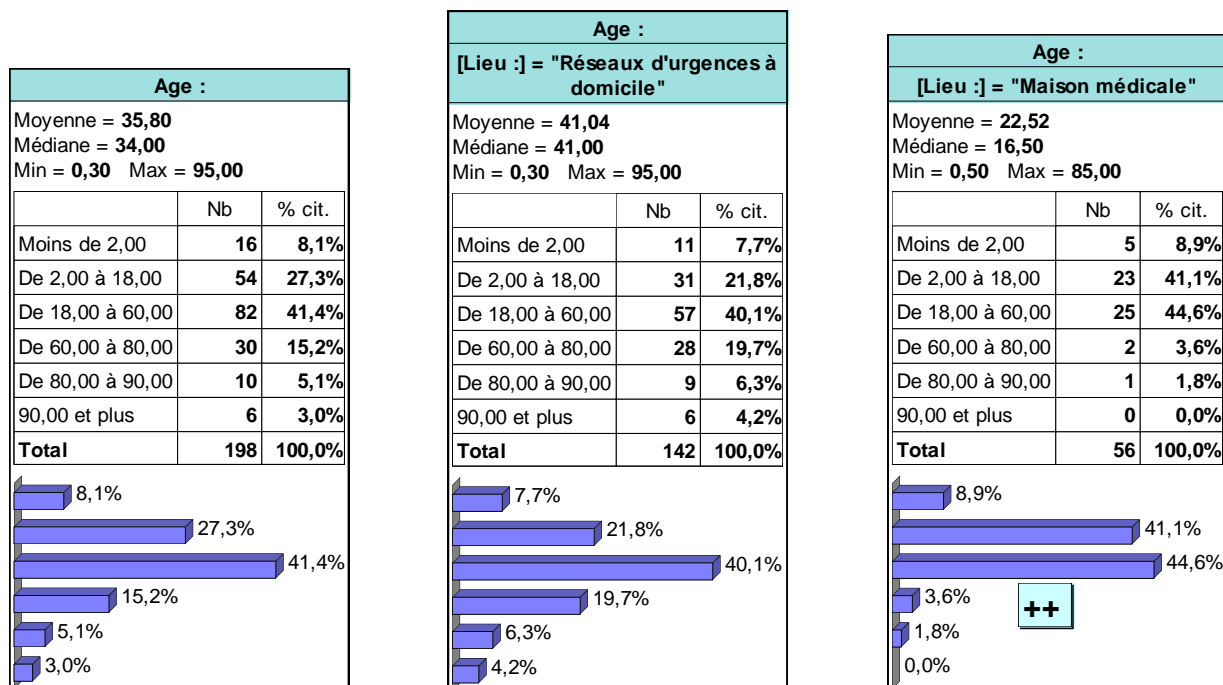 Age :
Moyenne = 35,80
Médiane = 34,00
Min = 0,30 Max = 95,00
Nb % cit.
Moins de 2,00 16 8,1%
De 2,00 à 18,00 54 27,3%
De 18,00 à 60,00 82 41,4%
De 60,00 à 80,00 30 15,2%
De 80,00 à 90,00 10 5,1%
90,00 et plus 6 3,0%
Total 198 100,0%
8,1%
27,3%
41,4%
15,2%
5,1%
3,0%
Age :
[Lieu :] = "Réseaux d'urgences à
domicile"
Moyenne = 41,04
Médiane = 41,00
Min = 0,30 Max = 95,00
Nb % cit.
Moins de 2,00 11 7,7%
De 2,00 à 18,00 31 21,8%
De 18,00 à 60,00 57 40,1%
De 60,00 à 80,00 28 19,7%
De 80,00 à 90,00 9 6,3%
90,00 et plus 6 4,2%
Total 142 100,0%
7,7%
21,8%
40,1%
19,7%
6,3%
4,2%
Age :
[Lieu :] = "Maison médicale"
Moyenne = 22,52
Médiane = 16,50
Min = 0,50 Max = 85,00
Nb % cit.
Moins de 2,00 5 8,9%
De 2,00 à 18,00 23 41,1%
De 18,00 à 60,00 25 44,6%
De 60,00 à 80,00 2 3,6%
De 80,00 à 90,00 1 1,8%
90,00 et plus 0 0,0%
Total 56 100,0%
8,9%
41,1%
44,6%
3,6%
++
1,8%
0,0%